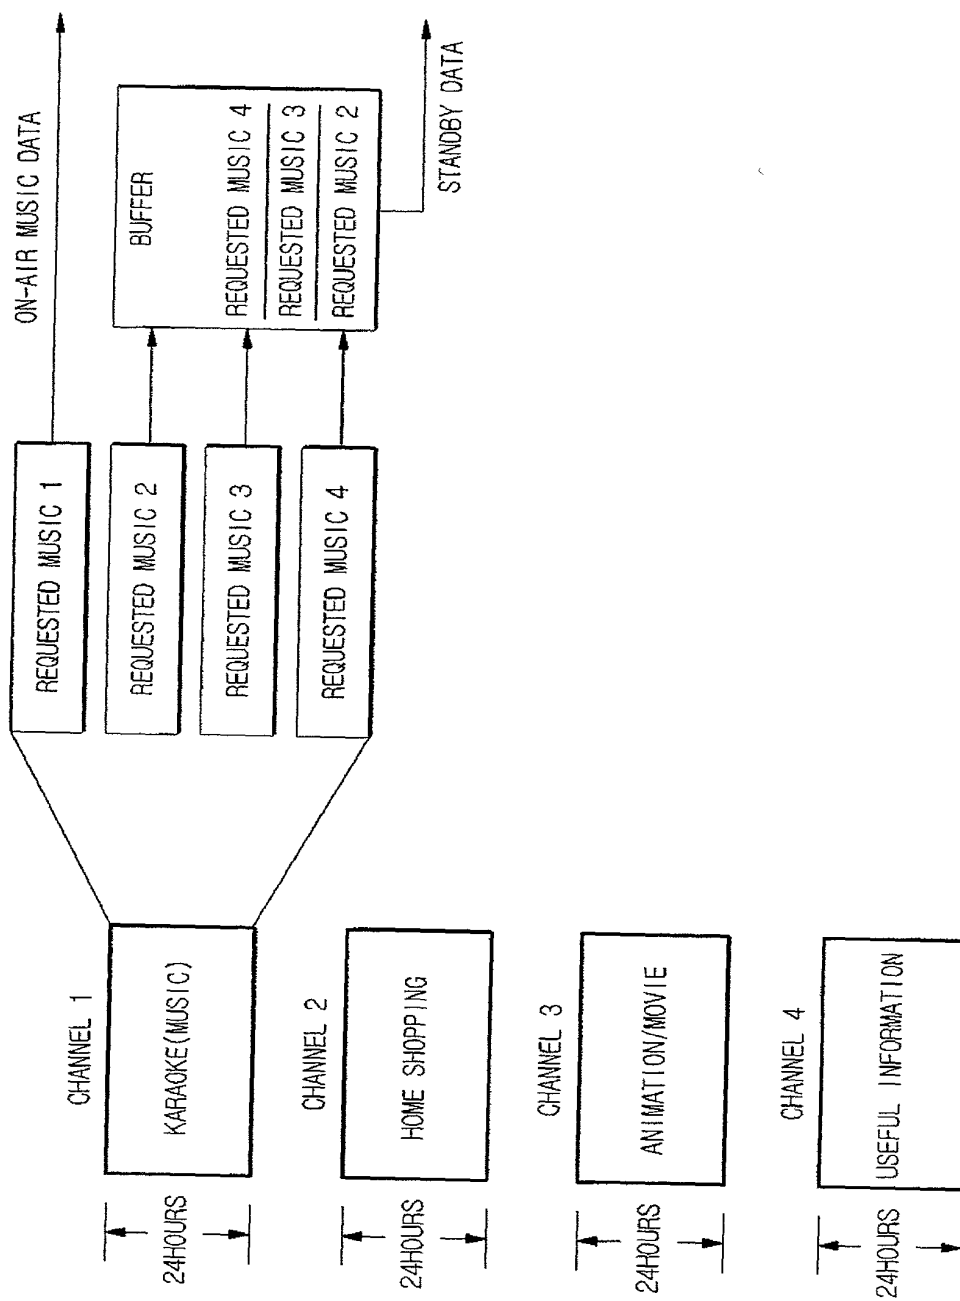 CHANNEL 1
24HOURS
KARAOKE(MUSIC)
CHANNEL 2
24HOURS
HOME SHOPPING
CHANNEL 3
24HOURS
ANIMATION/MOVIE
CHANNEL 4
24HOURS
USEFUL INFORMATION
REQUESTED MUSIC 1
REQUESTED MUSIC 2
REQUESTED MUSIC 3
REQUESTED MUSIC 4
ON-AIR MUSIC DATA
BUFFER
REQUESTED MUSIC 4
REQUESTED MUSIC 3
REQUESTED MUSIC 2
STANDBY DATA